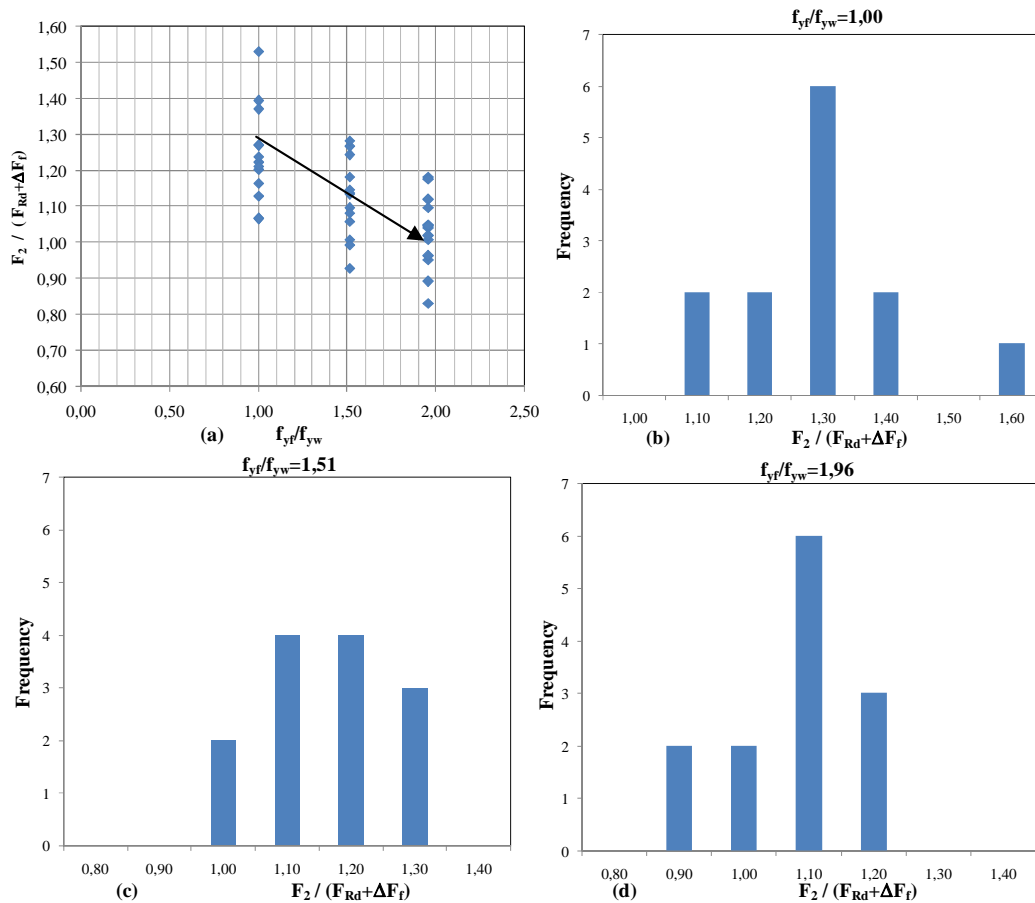 1,60
1,50
1,40
1,30
1,20
1,10
1,00
0,90
0,80
0,70
0,60
F2 / ( FRd+ΔFf)
0,00 0,50 1,00 1,50 2,00 2,50
(a) fyf/fyw
fyf/fyw=1,00
7
6
5
4
3
2
1
0
Frequency
1,00 1,10 1,20 1,30 1,40 1,50 1,60
(b) F2 / (FRd+ΔFf)
fyf/fyw=1,51
7
6
5
4
3
2
1
0
Frequency
0,80 0,90 1,00 1,10 1,20 1,30 1,40
(c) F2 / (FRd+ΔFf)
fyf/fyw=1,96
7
6
5
4
3
2
1
0
Frequency
0,80 0,90 1,00 1,10 1,20 1,30 1,40
(d) F2 / (FRd+ΔFf)